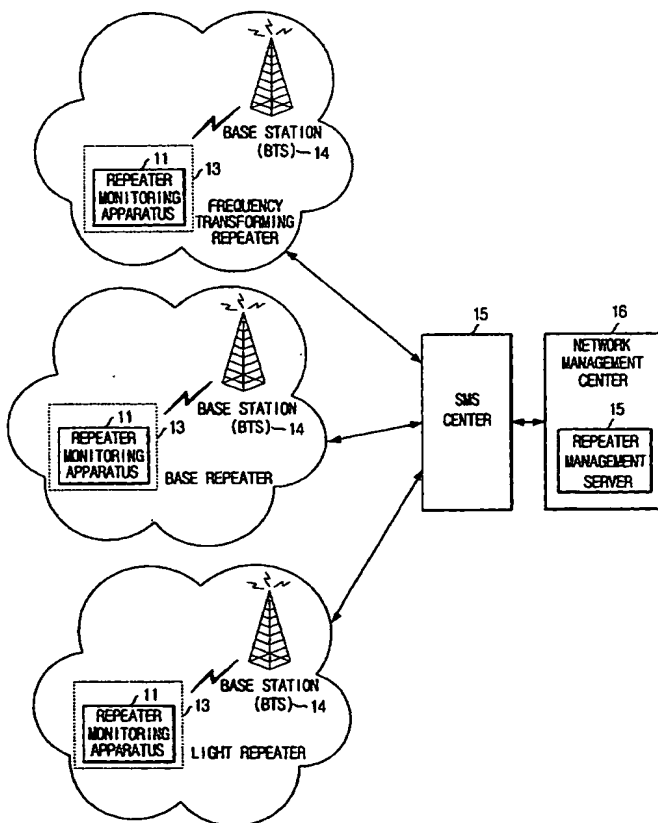 BASE STATION
(BTS) 14
11
13
REPEATER
MONITORING
APPARATUS
FREQUENCY
TRANSFORMING
REPEATER
BASE STATION
(BTS) 14
11
13
REPEATER
MONITORING
APPARATUS
BASE REPEATER
BASE STATION
(BTS) 14
11
13
REPEATER
MONITORING
APPARATUS
LIGHT REPEATER
15
SMS
CENTER
16
NETWORK
MANAGEMENT
CENTER
15
REPEATER
MANAGEMENT
SERVER